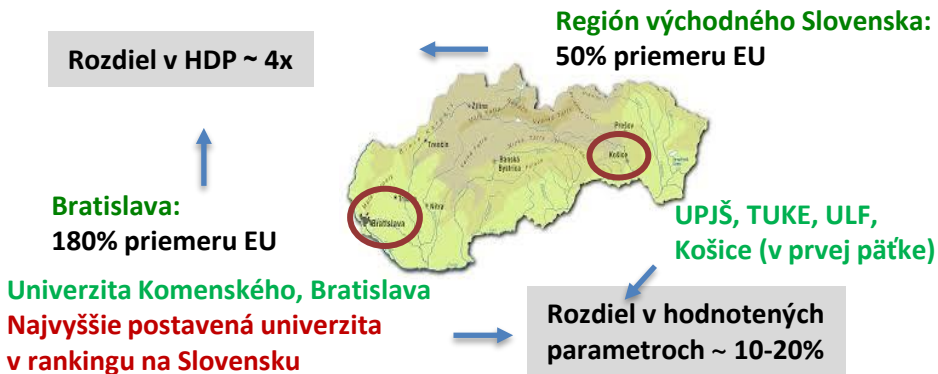 Región východného Slovenska:
50% priemeru EU
Rozdiel v HDP ~ 4x
Žilina
Trenčín
Prešov
Košice
Banská
Bystrica
Nitra
Bratislava
Bratislava:
180% priemeru EU
UPJŠ, TUKE, ULF,
Košice (v prvej päťke)
Univerzita Komenského, Bratislava
Najvyššie postavená univerzita
v rankingu na Slovensku
Rozdiel v hodnotených
parametroch ~ 10-20%